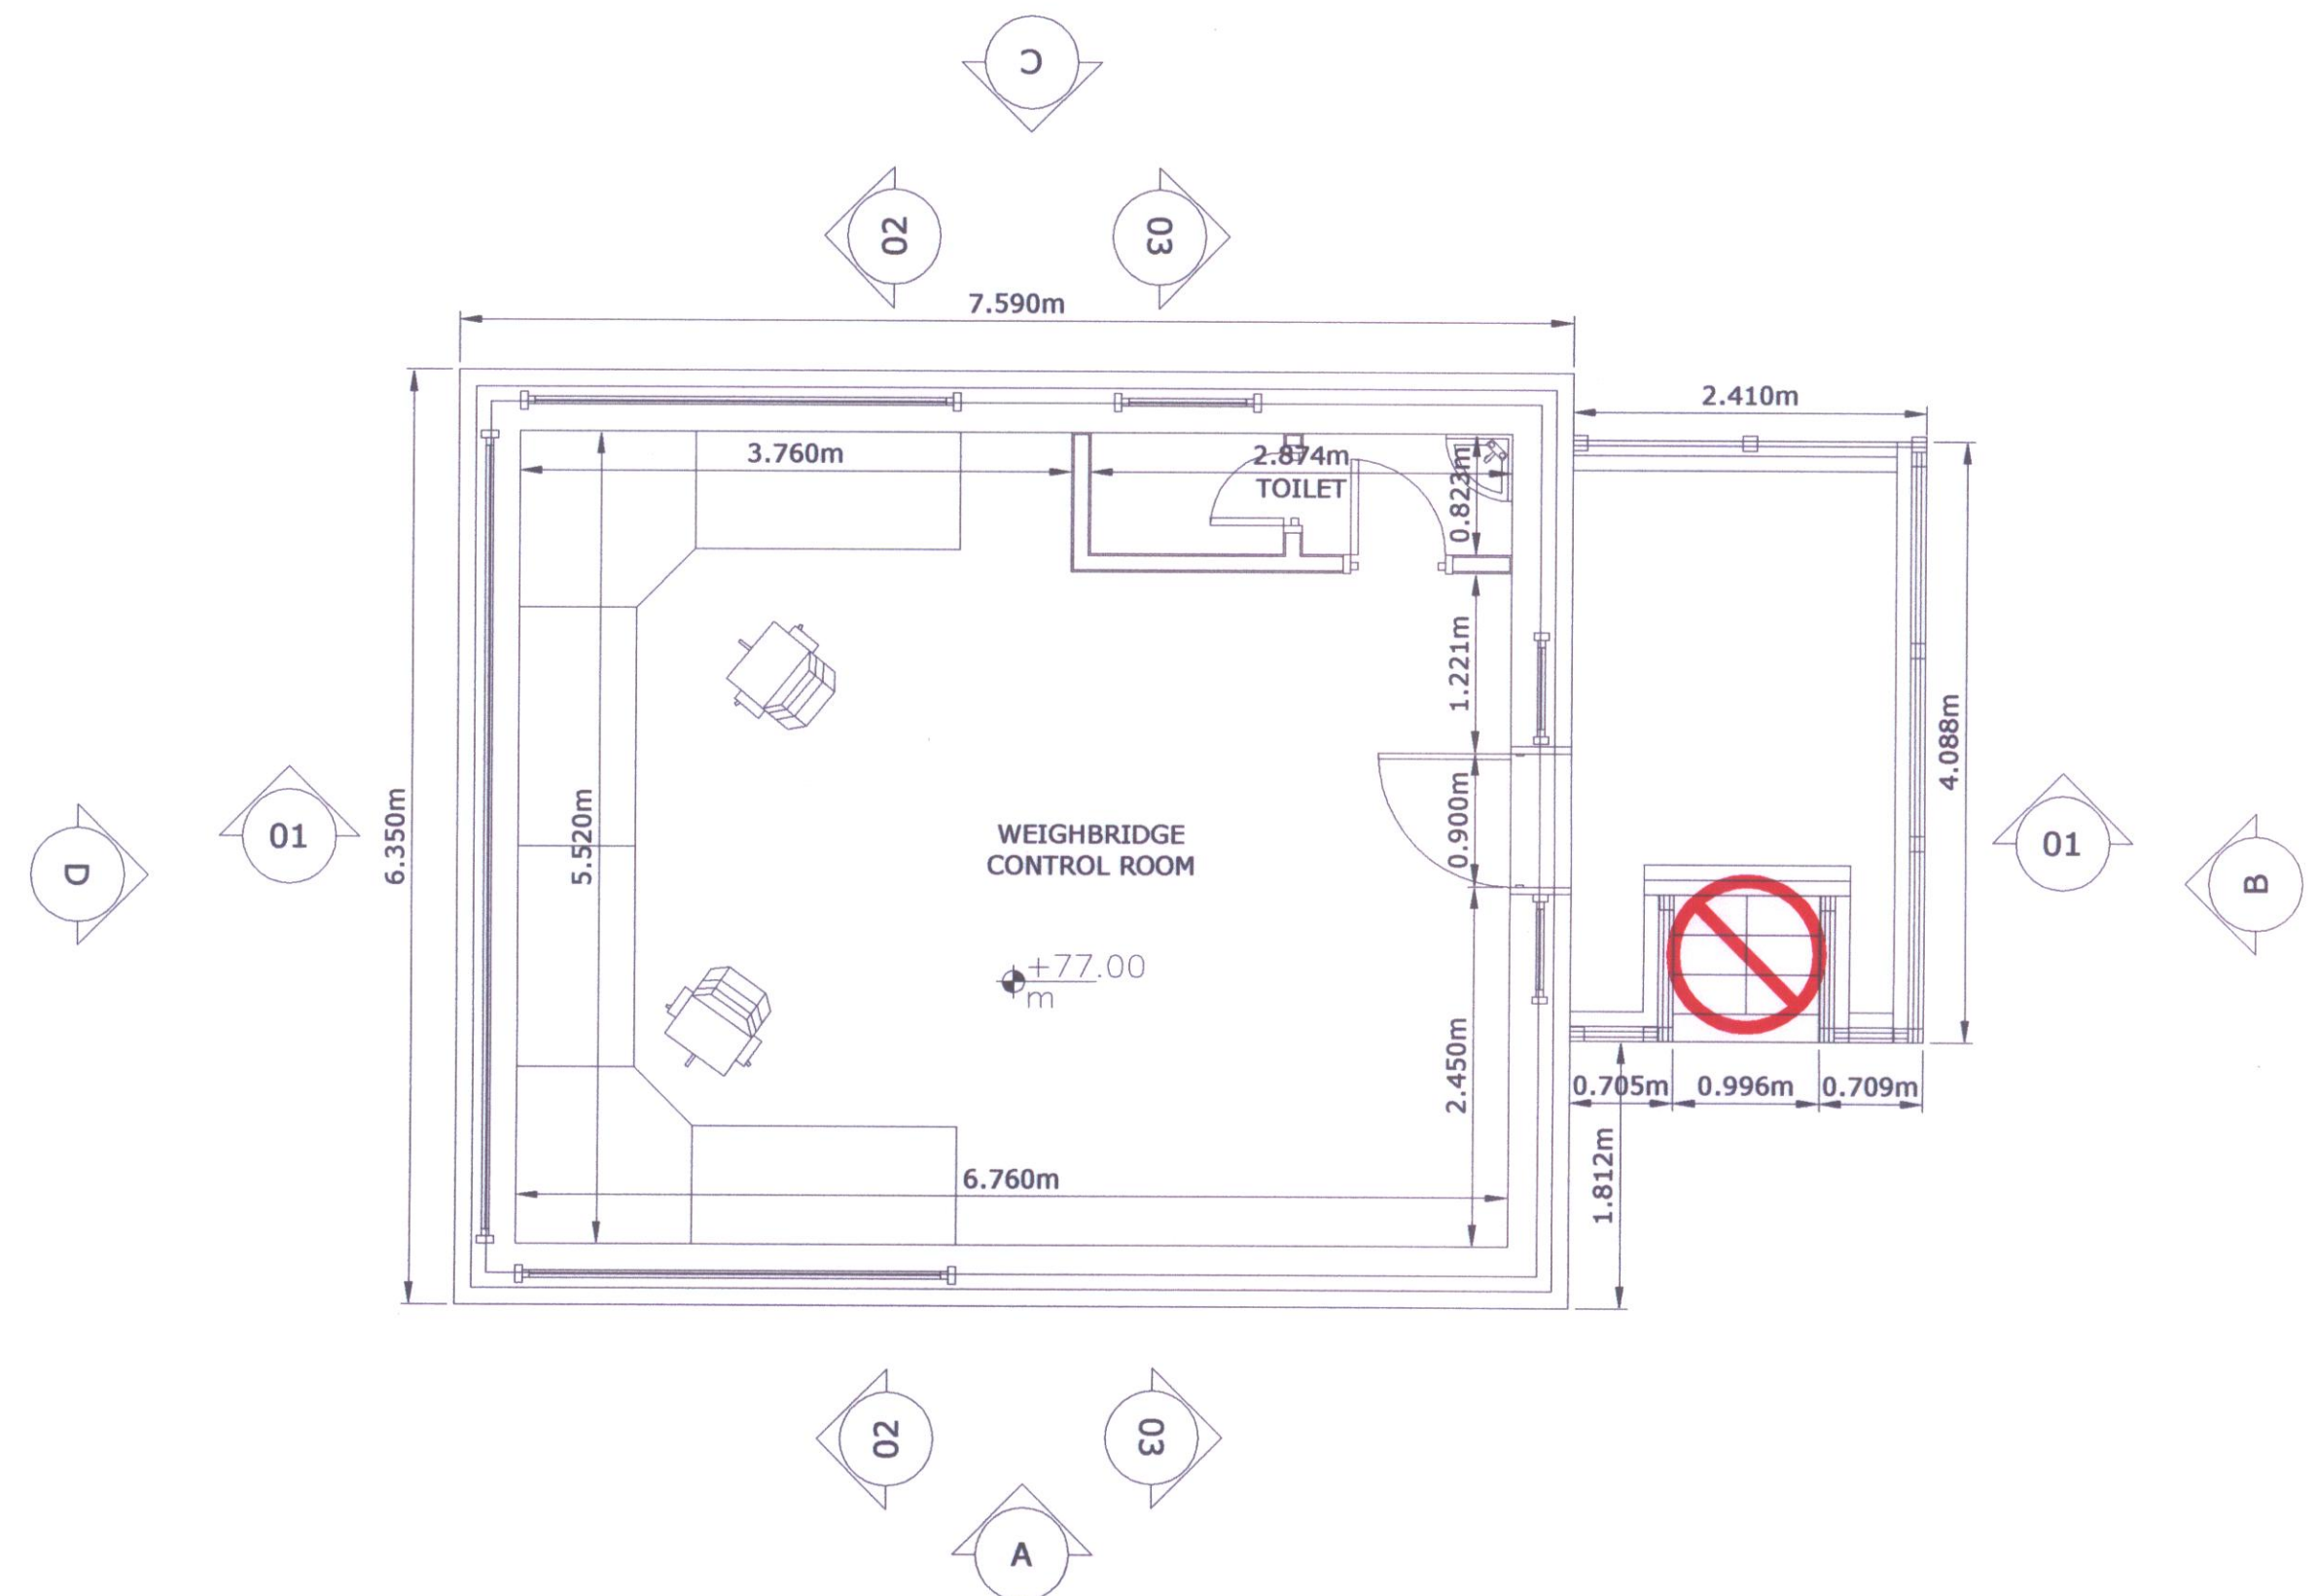 C
02
03
7.590m
2.410m
3.760m
2.874m
TOILET
0.823m
1.221m
4.088m
6.350m
5.520m
0.900m
D
01
WEIGHBRIDGE
CONTROL ROOM
01
B
+77.00
m
2.450m
0.705m
0.996m
0.709m
6.760m
1.812m
02
03
A